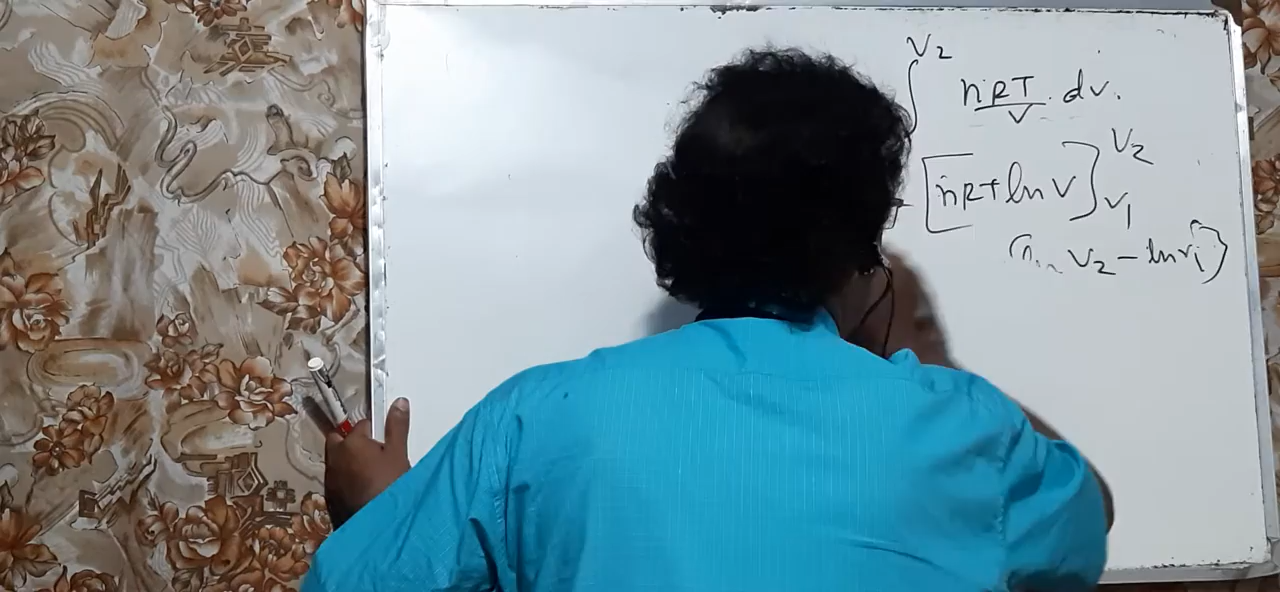 ∫ V2 nRT/V . dv.
[nRT ln V] V2 V1
(ln V2 - ln V1)